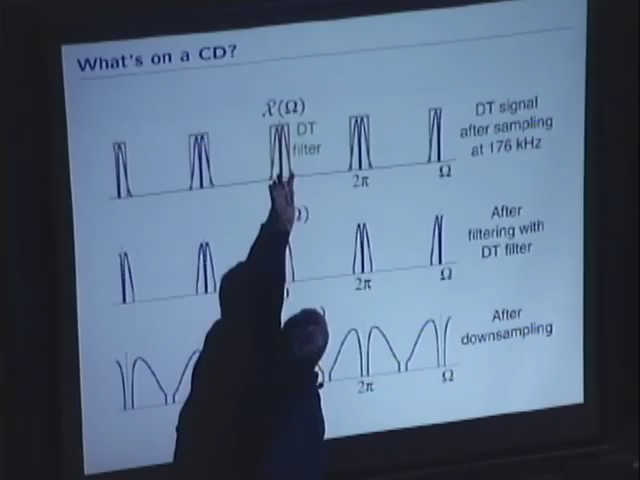 What's on a CD?
X̃(Ω)
DT
filter
DT signal
after sampling
at 176 kHz
2π
Ω
Ω)
After
filtering with
DT filter
2π
Ω
After
downsampling
2π
Ω